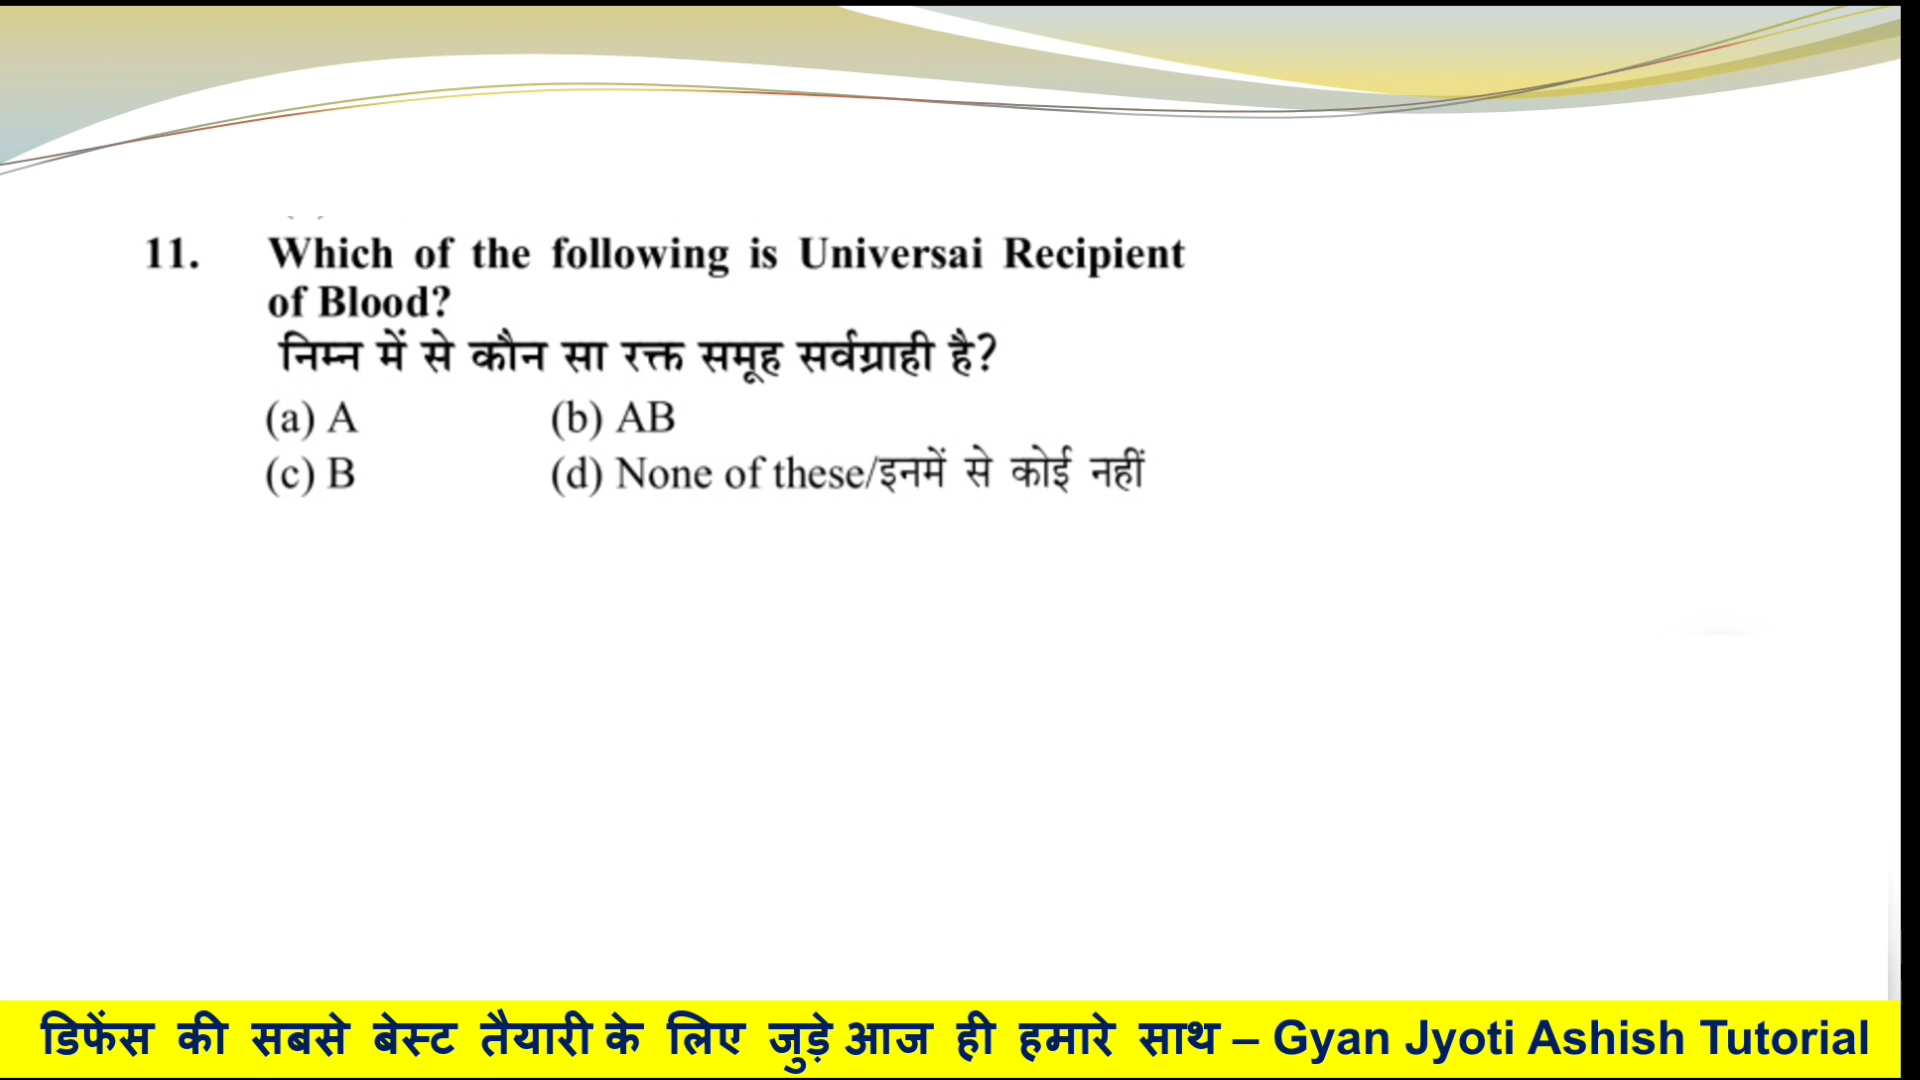 11. Which of the following is Universai Recipient
of Blood?
निम्न में से कौन सा रक्त समूह सर्वग्राही है?
(a) A (b) AB
(c) B (d) None of these/इनमें से कोई नहीं
डिफेंस की सबसे बेस्ट तैयारी के लिए जुड़े आज ही हमारे साथ – Gyan Jyoti Ashish Tutorial